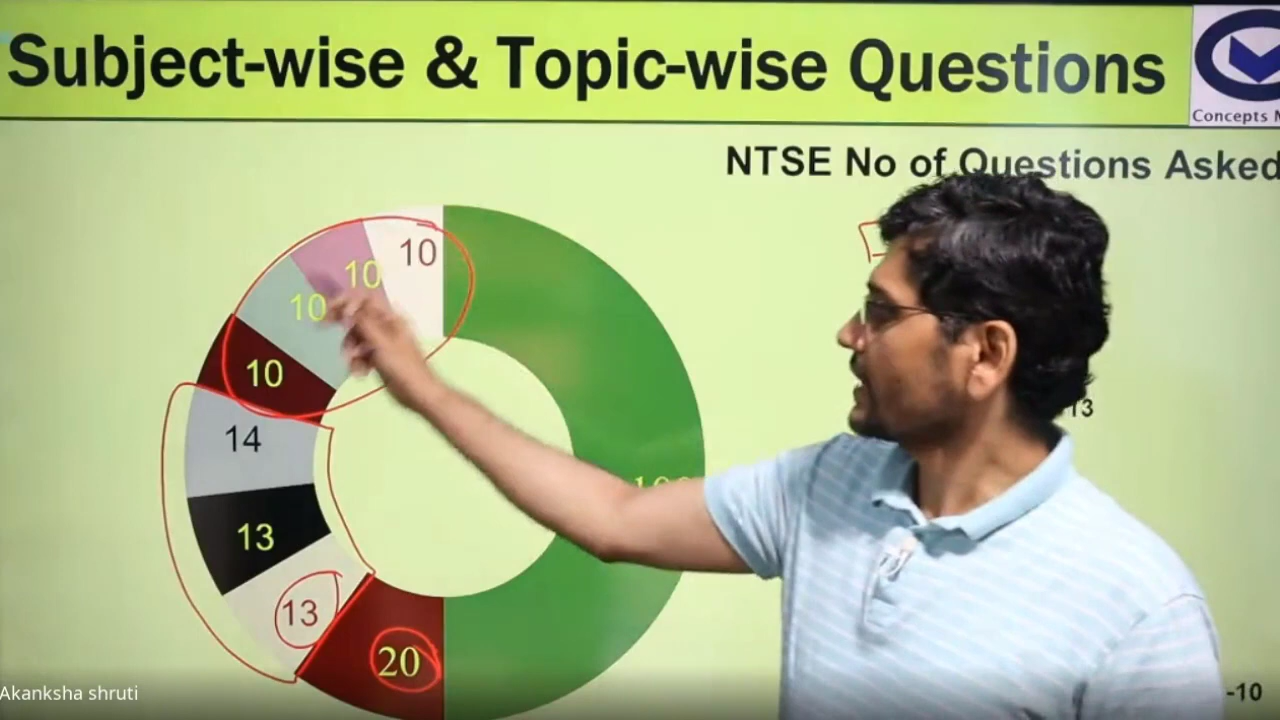 Subject-wise & Topic-wise Questions
Concepts
NTSE No of Questions Asked
10
10
10
10
14
13
13
20
13
-10
Akanksha shruti